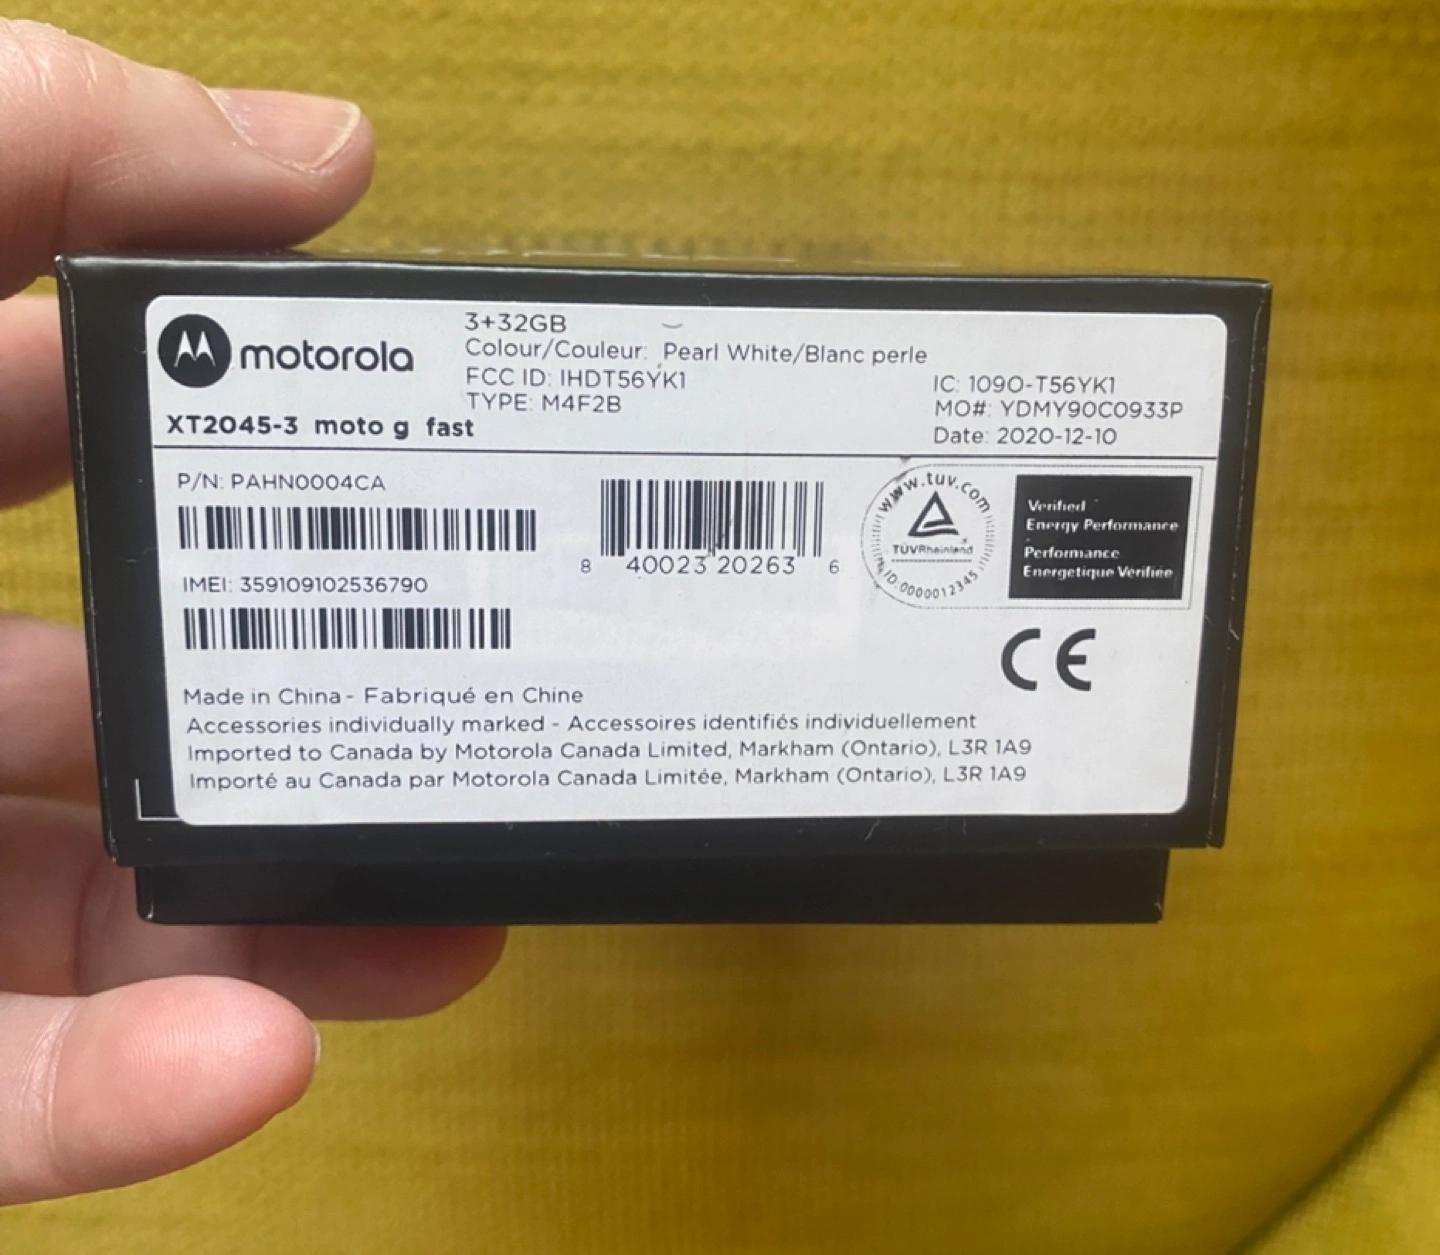 motorola
XT2045-3 moto g fast
3+32GB
Colour/Couleur: Pearl White/Blanc perle
FCC ID: IHDT56YK1
TYPE: M4F2B
IC: 109O-T56YK1
MO#: YDMY90C0933P
Date: 2020-12-10
P/N: PAHN0004CA
IMEI: 359109102536790
8 40023 20263 6
www.tuv.com
TÜVRheinland
ID:0000012345
Verified
Energy Performance
Performance
Energetique Verifiee
CE
Made in China - Fabriqué en Chine
Accessories individually marked - Accessoires identifiés individuellement
Imported to Canada by Motorola Canada Limited, Markham (Ontario), L3R 1A9
Importé au Canada par Motorola Canada Limitée, Markham (Ontario), L3R 1A9